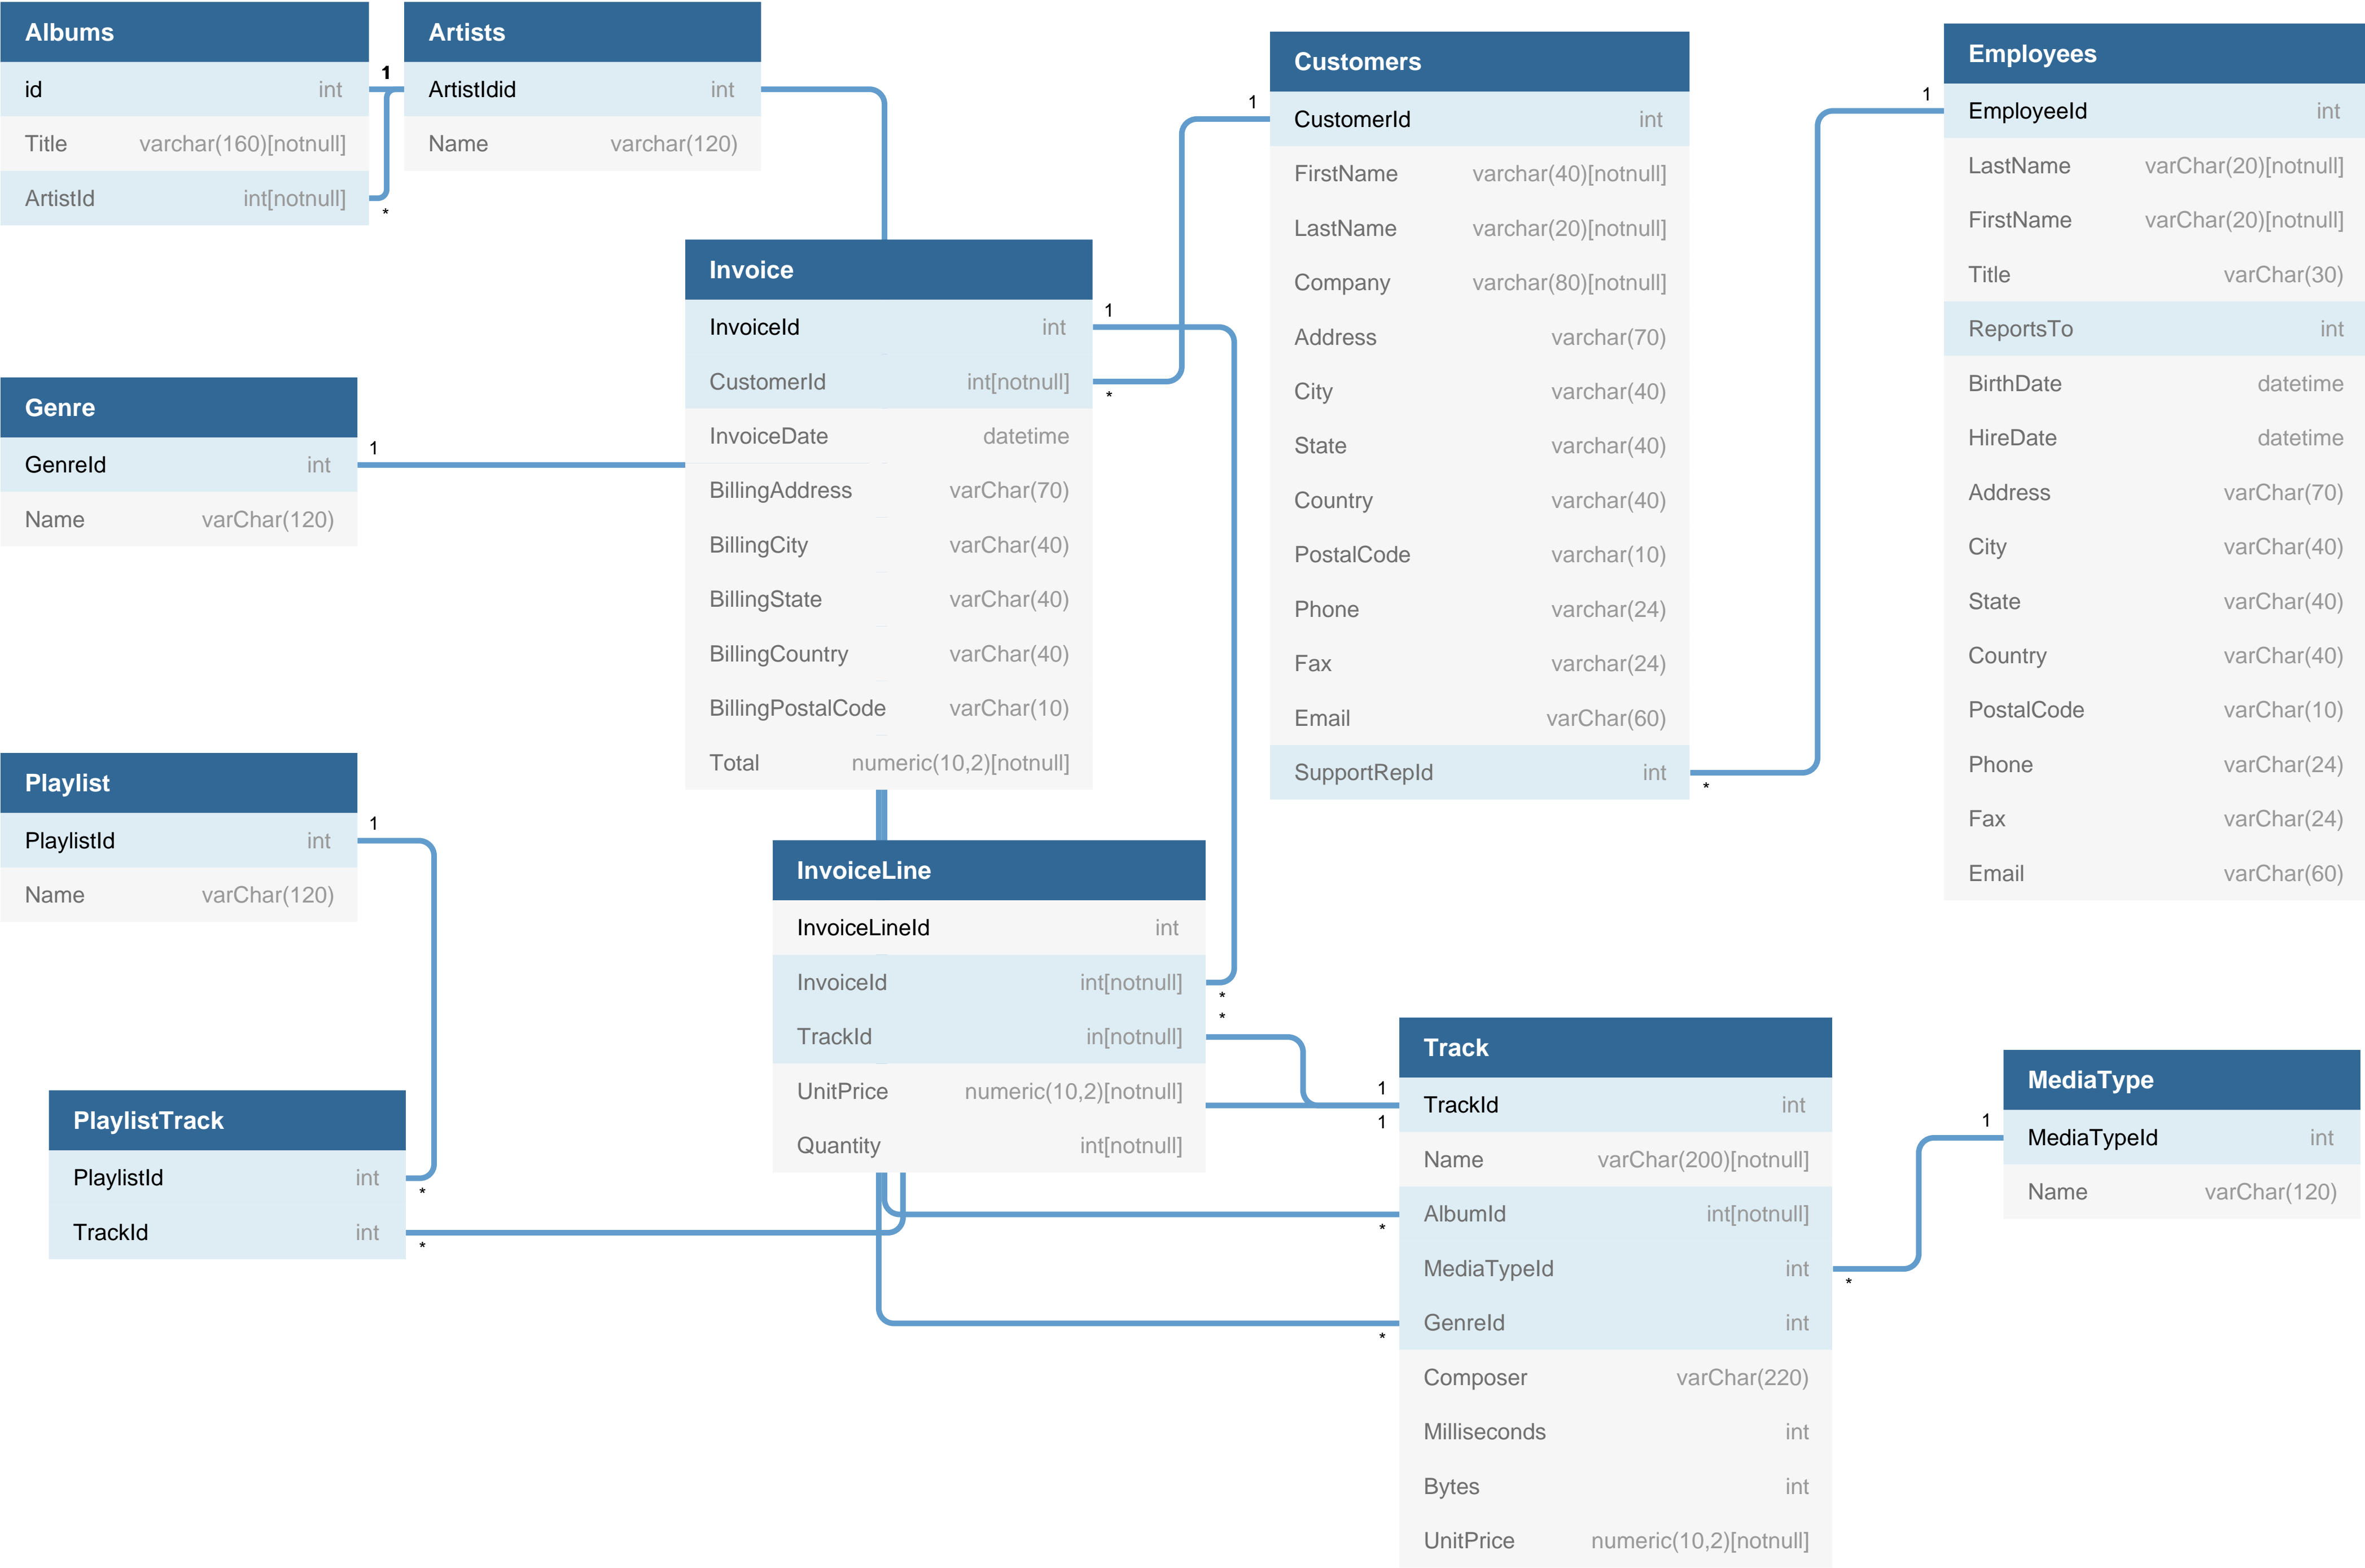 Albums
id int
Title varchar(160)[notnull]
ArtistId int[notnull]
1
*
Artists
ArtistIdid int
Name varchar(120)
Customers
1
CustomerId int
FirstName varchar(40)[notnull]
LastName varchar(20)[notnull]
Company varchar(80)[notnull]
Address varchar(70)
City varchar(40)
State varchar(40)
Country varchar(40)
PostalCode varchar(10)
Phone varchar(24)
Fax varchar(24)
Email varChar(60)
SupportRepId int
*
Employees
1
EmployeeId int
LastName varChar(20)[notnull]
FirstName varChar(20)[notnull]
Title varChar(30)
ReportsTo int
BirthDate datetime
HireDate datetime
Address varChar(70)
City varChar(40)
State varChar(40)
Country varChar(40)
PostalCode varChar(10)
Phone varChar(24)
Fax varChar(24)
Email varChar(60)
Invoice
InvoiceId int
1
CustomerId int[notnull]
*
InvoiceDate datetime
BillingAddress varChar(70)
BillingCity varChar(40)
BillingState varChar(40)
BillingCountry varChar(40)
BillingPostalCode varChar(10)
Total numeric(10,2)[notnull]
Genre
1
GenreId int
Name varChar(120)
Playlist
1
PlaylistId int
Name varChar(120)
InvoiceLine
InvoiceLineId int
InvoiceId int[notnull]
*
*
TrackId in[notnull]
UnitPrice numeric(10,2)[notnull]
Quantity int[notnull]
PlaylistTrack
PlaylistId int
*
TrackId int
*
Track
1
TrackId int
1
Name varChar(200)[notnull]
AlbumId int[notnull]
*
MediaTypeId int
*
GenreId int
*
Composer varChar(220)
Milliseconds int
Bytes int
UnitPrice numeric(10,2)[notnull]
MediaType
1
MediaTypeId int
Name varChar(120)